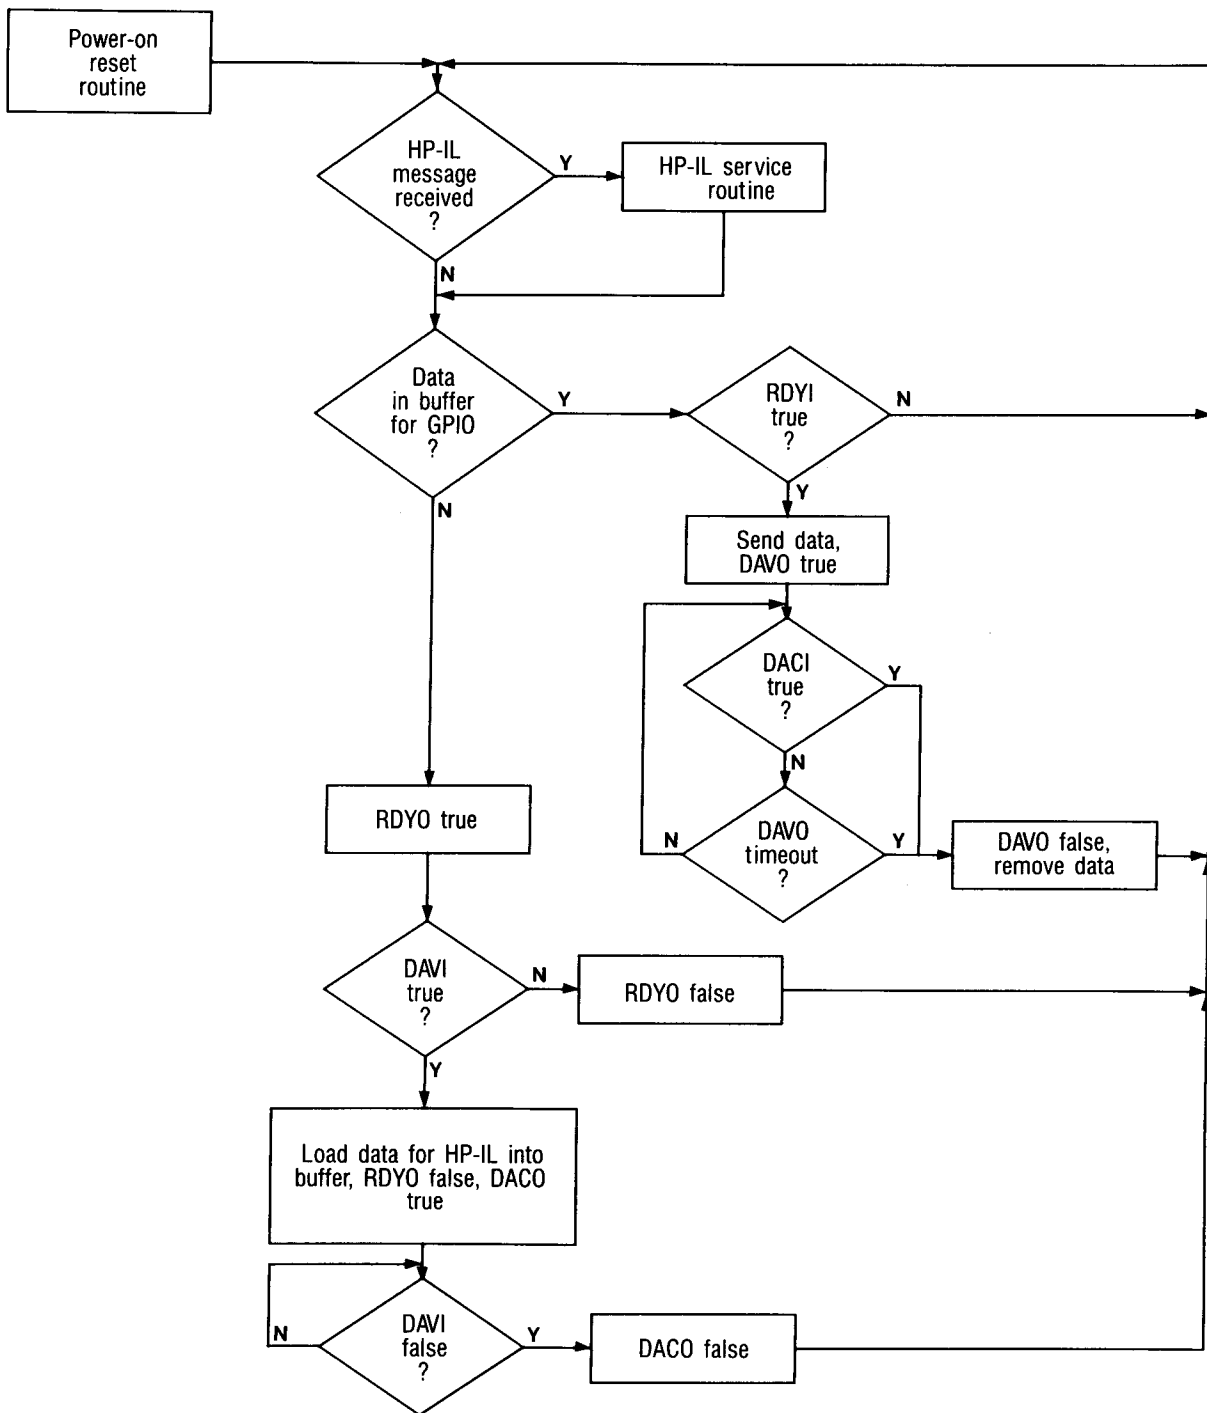 Power-on
reset
routine
HP-IL
message
received
?
Y
HP-IL service
routine
N
Data
in buffer
for GPIO
?
Y
RDYI
true
?
N
N
Y
Send data,
DAVO true
DACI
true
?
Y
N
DAVO
timeout
?
N
Y
DAVO false,
remove data
RDYO true
DAVI
true
?
N
RDYO false
Y
Load data for HP-IL into
buffer, RDYO false, DACO
true
DAVI
false
?
N
Y
DACO false